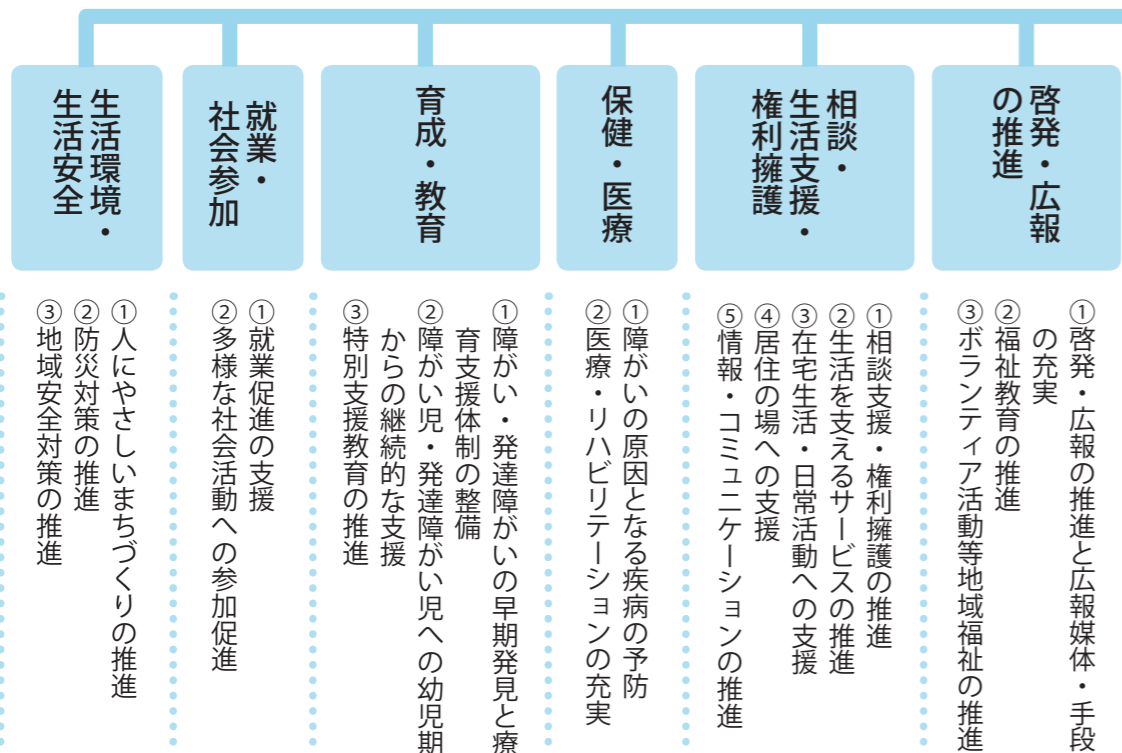 啓発・広報
の推進
①啓発・広報の推進と広報媒体・手段
の充実
②福祉教育の推進
③ボランティア活動等地域福祉の推進
相談・
生活支援・
権利擁護
①相談支援・権利擁護の推進
②生活を支えるサービスの推進
③在宅生活・日常活動への支援
④居住の場への支援
⑤情報・コミュニケーションの推進
保健・医療
①障がいの原因となる疾病の予防
②医療・リハビリテーションの充実
育成・教育
①障がい・発達障がいの早期発見と療
育支援体制の整備
②障がい児・発達障がい児への幼児期
からの継続的な支援
③特別支援教育の推進
就業・
社会参加
①就業促進の支援
②多様な社会活動への参加促進
生活環境・
生活安全
①人にやさしいまちづくりの推進
②防災対策の推進
③地域安全対策の推進